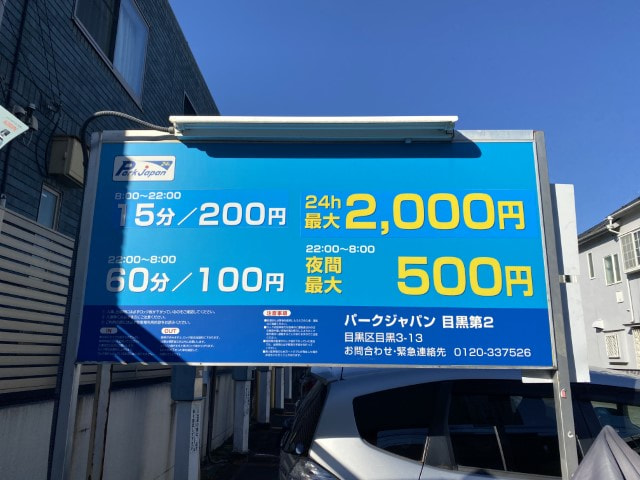 Park Japan
8:00～22:00
15分／200円
22:00～8:00
60分／100円
24h
最大 2,000円
22:00～8:00
夜間
最大 500円
OUT
注意事項
パークジャパン 目黒第2
目黒区目黒3-13
お問合わせ・緊急連絡先 0120-337526